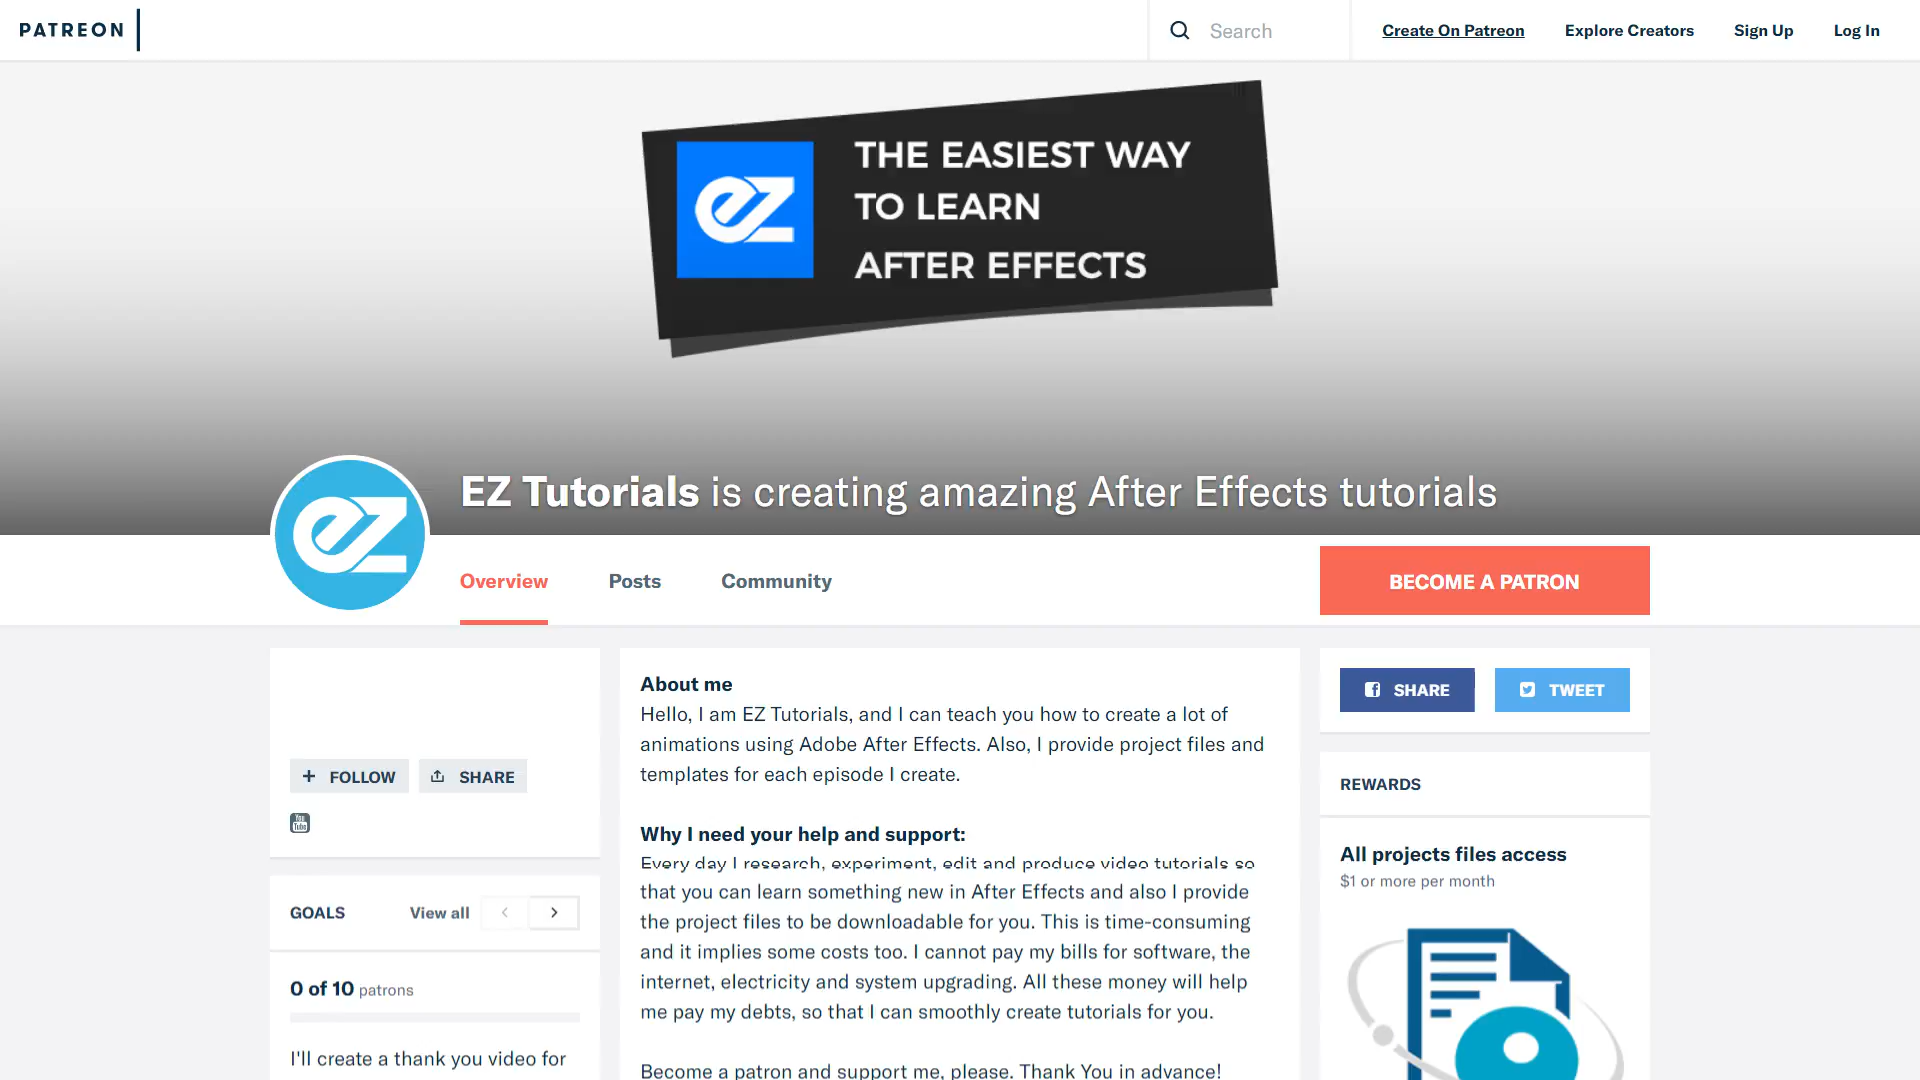 PATREON
Search
Create On Patreon
Explore Creators
Sign Up
Log In
eZ
THE EASIEST WAY
TO LEARN
AFTER EFFECTS
eZ
EZ Tutorials is creating amazing After Effects tutorials
Overview
Posts
Community
BECOME A PATRON
FOLLOW
SHARE
You
Tube
GOALS
View all
0 of 10 patrons
I'll create a thank you video for
About me
Hello, I am EZ Tutorials, and I can teach you how to create a lot of
animations using Adobe After Effects. Also, I provide project files and
templates for each episode I create.
Why I need your help and support:
Every day I research, experiment, edit and produce video tutorials so
that you can learn something new in After Effects and also I provide
the project files to be downloadable for you. This is time-consuming
and it implies some costs too. I cannot pay my bills for software, the
internet, electricity and system upgrading. All these money will help
me pay my debts, so that I can smoothly create tutorials for you.
Become a patron and support me, please. Thank You in advance!
SHARE
TWEET
REWARDS
All projects files access
$1 or more per month